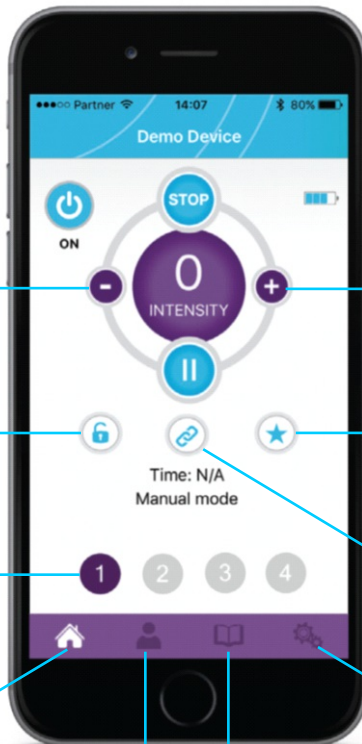 Partner 14:07 80%
Demo Device
STOP
ON
- 0 +
INTENSITY
Time: N/A
Manual mode
1 2 3 4